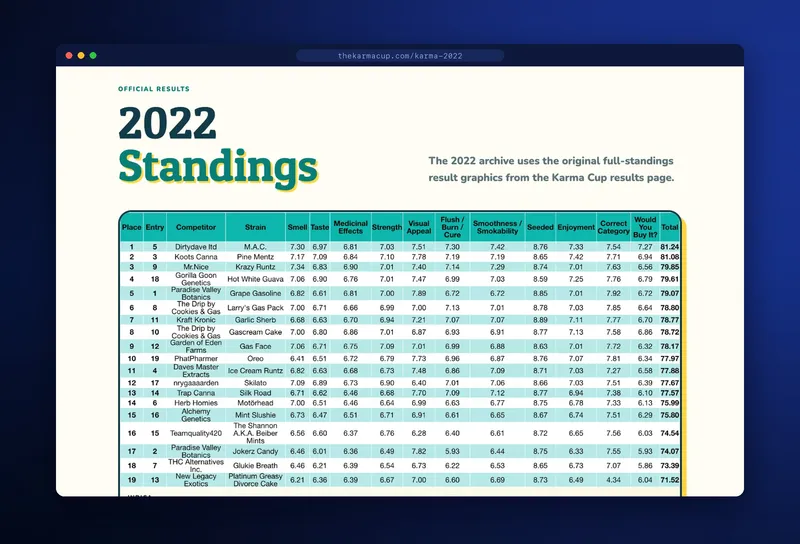 thekarmacup.com/karma-2022
OFFICIAL RESULTS
2022
Standings
The 2022 archive uses the original full-standings
result graphics from the Karma Cup results page.
Place Entry Competitor Strain Smell Taste Medicinal Effects Strength Visual Appeal Flush / Burn / Cure Smoothness / Smokability Seeded Enjoyment Correct Category Would You Buy It? Total
1 5 Dirtydave ltd M.A.C. 7.30 6.97 6.81 7.03 7.51 7.30 7.42 8.76 7.33 7.54 7.27 81.24
2 3 Koots Canna Pine Mentz 7.17 7.09 6.84 7.10 7.78 7.19 7.19 8.65 7.42 7.71 6.94 81.08
3 9 Mr.Nice Krazy Runtz 7.34 6.83 6.90 7.01 7.40 7.14 7.29 8.74 7.01 7.63 6.56 79.85
4 18 Gorilla Goon Genetics Hot White Guava 7.06 6.90 6.76 7.01 7.47 6.99 7.03 8.59 7.25 7.76 6.79 79.61
5 1 Paradise Valley Botanics Grape Gasoline 6.82 6.61 6.81 7.00 7.89 6.72 6.72 8.85 7.01 7.92 6.72 79.07
6 8 The Drip by Cookies & Gas Larry's Gas Pack 7.00 6.71 6.66 6.99 7.00 7.13 7.01 8.78 7.03 7.85 6.64 78.80
7 11 Kraft Kronic Garlic Sherb 6.68 6.63 6.70 6.94 7.21 7.07 7.07 8.89 7.11 7.77 6.70 78.77
8 10 The Drip by Cookies & Gas Gascream Cake 7.00 6.80 6.86 7.01 6.87 6.93 6.91 8.77 7.13 7.58 6.86 78.72
9 12 Garden of Eden Farms Gas Face 7.06 6.71 6.75 7.09 7.01 6.99 6.88 8.63 7.01 7.72 6.32 78.17
10 19 PhatPharmer Oreo 6.41 6.51 6.72 6.79 7.73 6.96 6.87 8.76 7.07 7.81 6.34 77.97
11 4 Daves Master Extracts Ice Cream Runtz 6.82 6.63 6.68 6.73 7.48 6.86 7.09 8.71 7.03 7.27 6.58 77.88
12 17 nrygaaaarden Skilato 7.09 6.89 6.73 6.90 6.40 7.01 7.06 8.66 7.03 7.51 6.39 77.67
13 14 Trap Canna Silk Road 6.71 6.62 6.46 6.68 7.70 7.09 7.12 8.77 6.94 7.38 6.10 77.57
14 6 Herb Homies Motörhead 7.00 6.51 6.46 6.64 6.99 6.63 6.77 8.75 6.78 7.33 6.13 75.99
15 16 Alchemy Genetics Mint Slushie 6.73 6.47 6.51 6.71 6.91 6.61 6.65 8.67 6.74 7.51 6.29 75.80
16 15 Teamquality420 The Shannon A.K.A. Beiber Mints 6.56 6.60 6.37 6.76 6.28 6.40 6.61 8.72 6.65 7.56 6.03 74.54
17 2 Paradise Valley Botanics Jokerz Candy 6.46 6.01 6.36 6.49 7.82 5.93 6.44 8.75 6.33 7.55 5.93 74.07
18 7 THC Alternatives Inc. Glukie Breath 6.46 6.21 6.39 6.54 6.73 6.22 6.53 8.65 6.73 7.07 5.86 73.39
19 13 New Legacy Exotics Platinum Greasy Divorce Cake 6.21 6.36 6.39 6.67 7.00 6.60 6.69 8.73 6.49 4.34 6.04 71.52